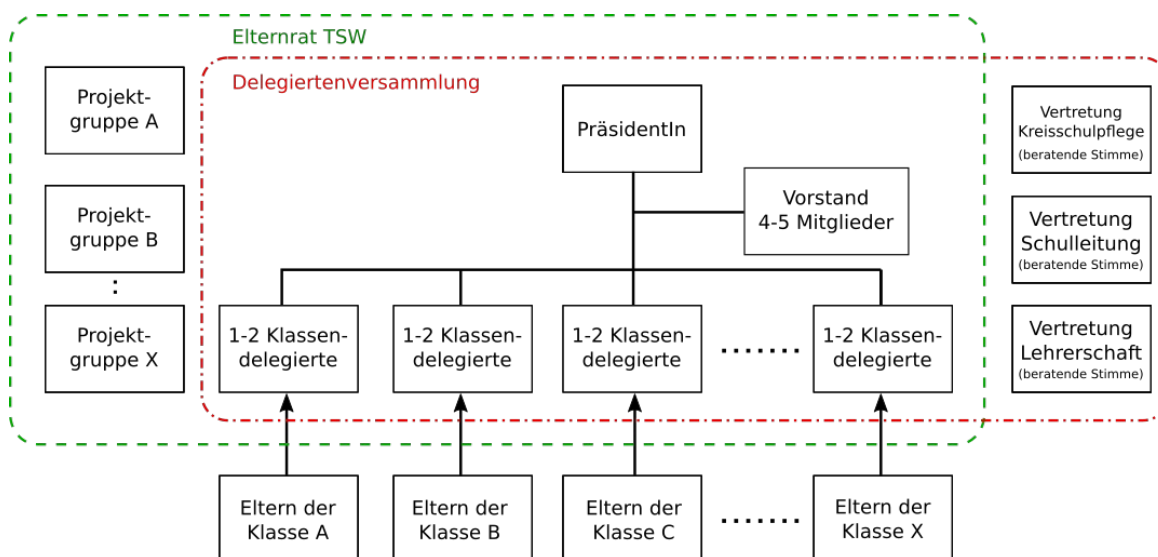 Elternrat TSW
Delegiertenversammlung
Projekt-
gruppe A
Projekt-
gruppe B
:
Projekt-
gruppe X
PräsidentIn
Vorstand
4-5 Mitglieder
1-2 Klassen-
delegierte
1-2 Klassen-
delegierte
1-2 Klassen-
delegierte
.......
1-2 Klassen-
delegierte
Vertretung
Kreisschulpflege
(beratende Stimme)
Vertretung
Schulleitung
(beratende Stimme)
Vertretung
Lehrerschaft
(beratende Stimme)
Eltern der
Klasse A
Eltern der
Klasse B
Eltern der
Klasse C
.......
Eltern der
Klasse X